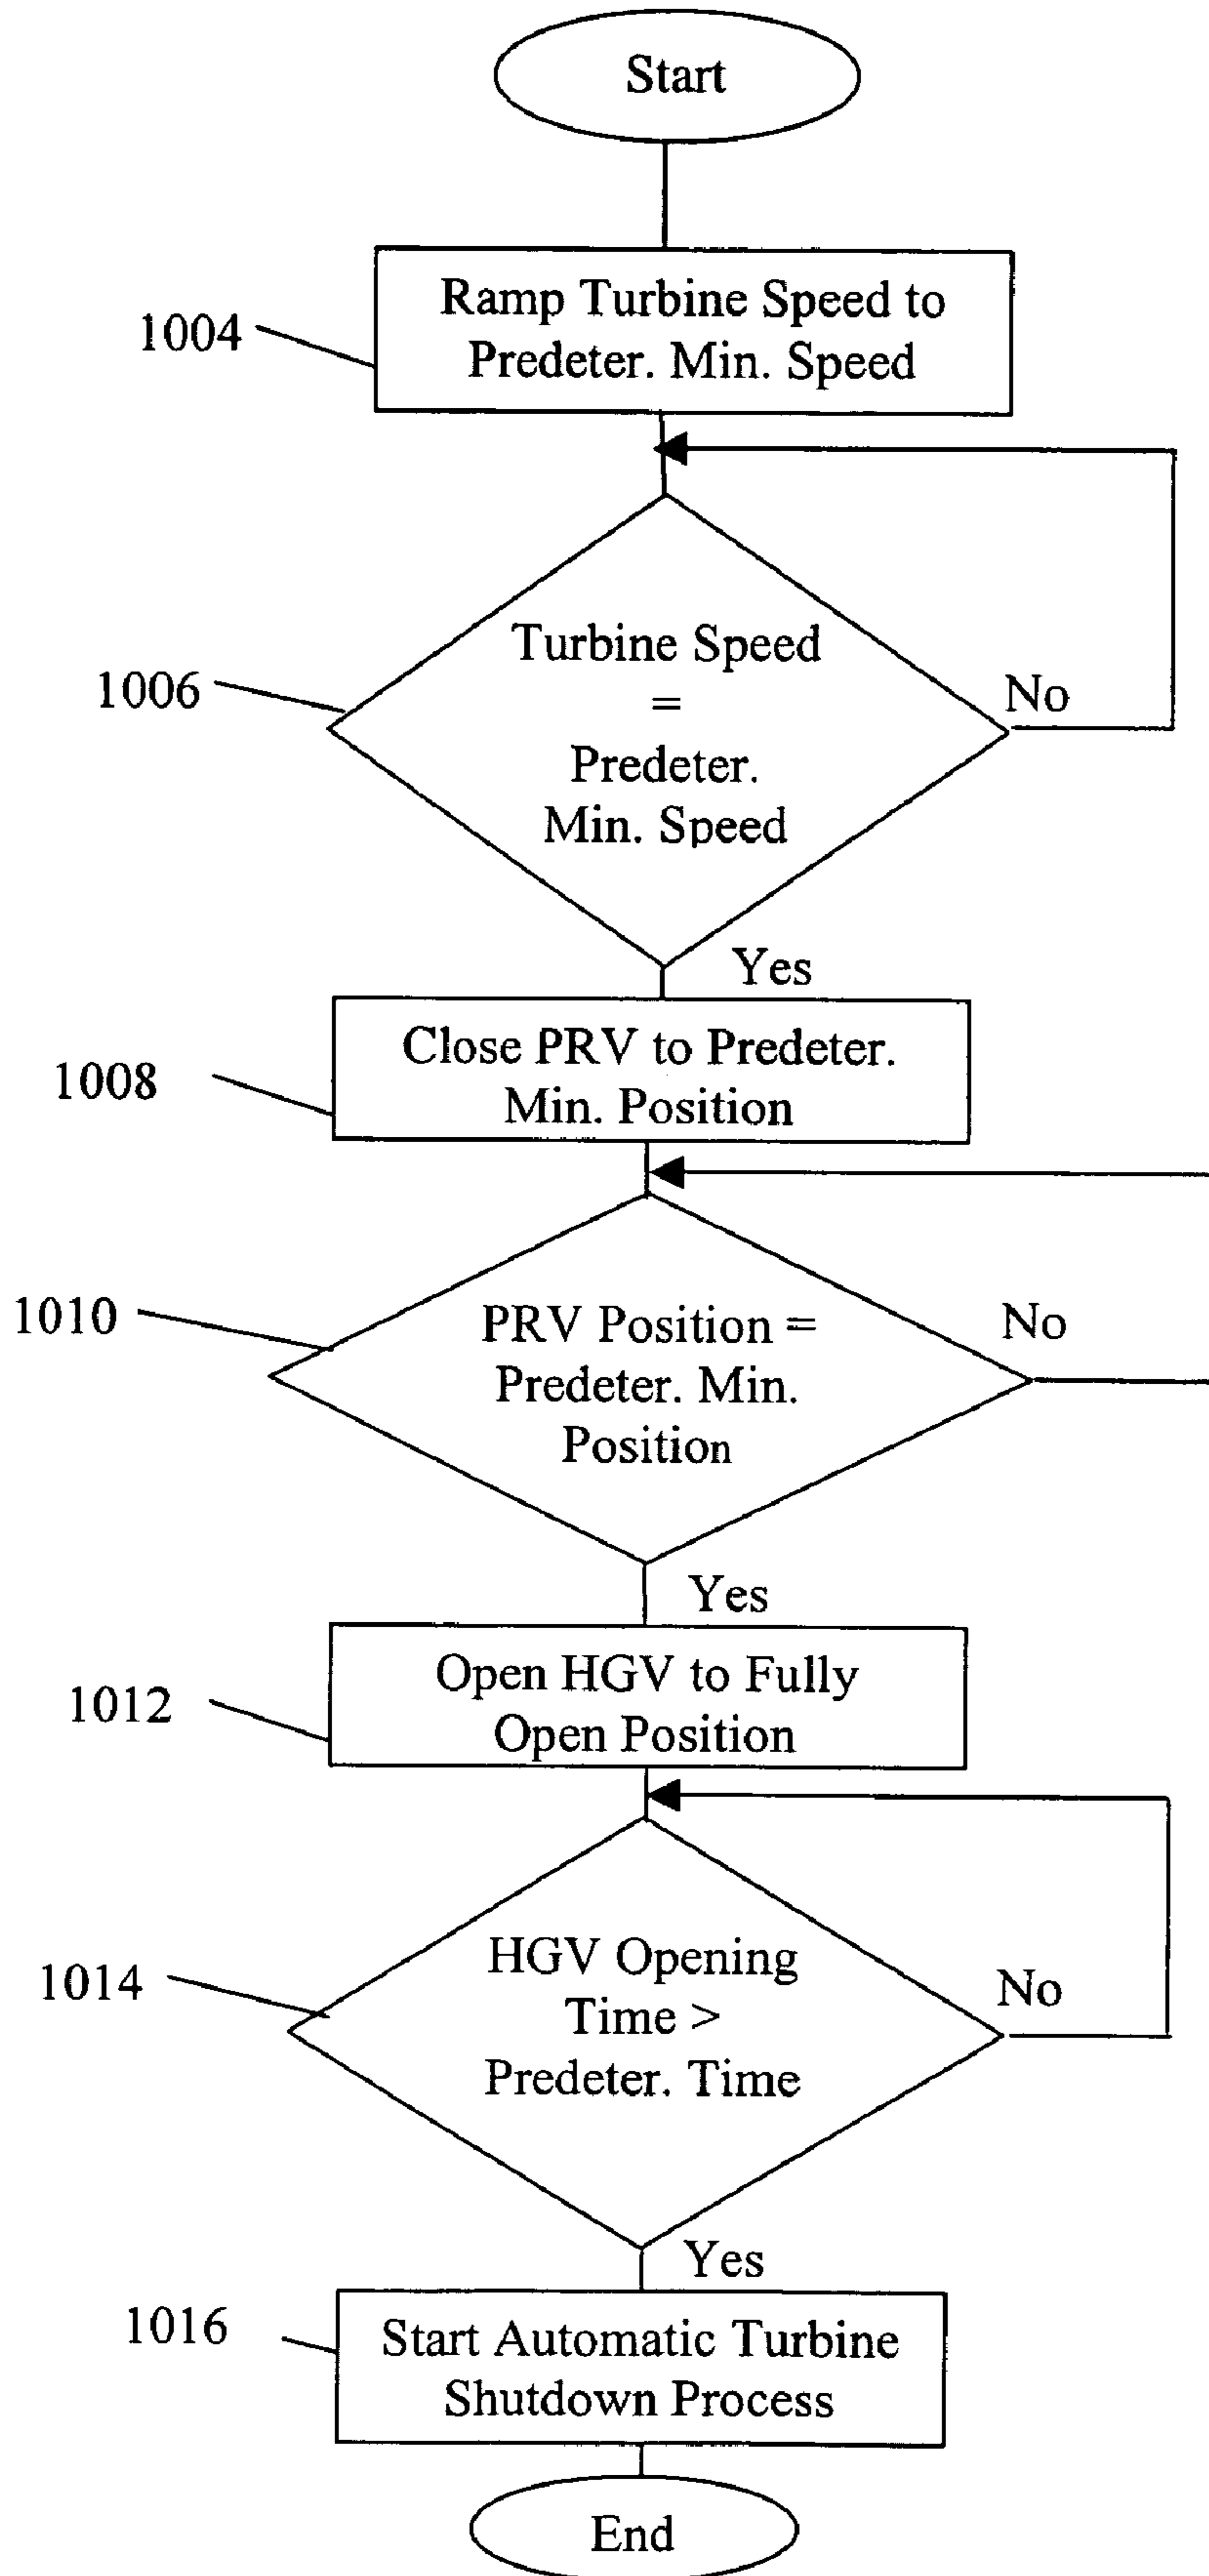 Start
Ramp Turbine Speed to
Predeter. Min. Speed
1004
Turbine Speed
=
Predeter.
Min. Speed
1006
No
Yes
Close PRV to Predeter.
Min. Position
1008
PRV Position =
Predeter. Min.
Position
1010
No
Yes
Open HGV to Fully
Open Position
1012
HGV Opening
Time >
Predeter. Time
1014
No
Yes
Start Automatic Turbine
Shutdown Process
1016
End